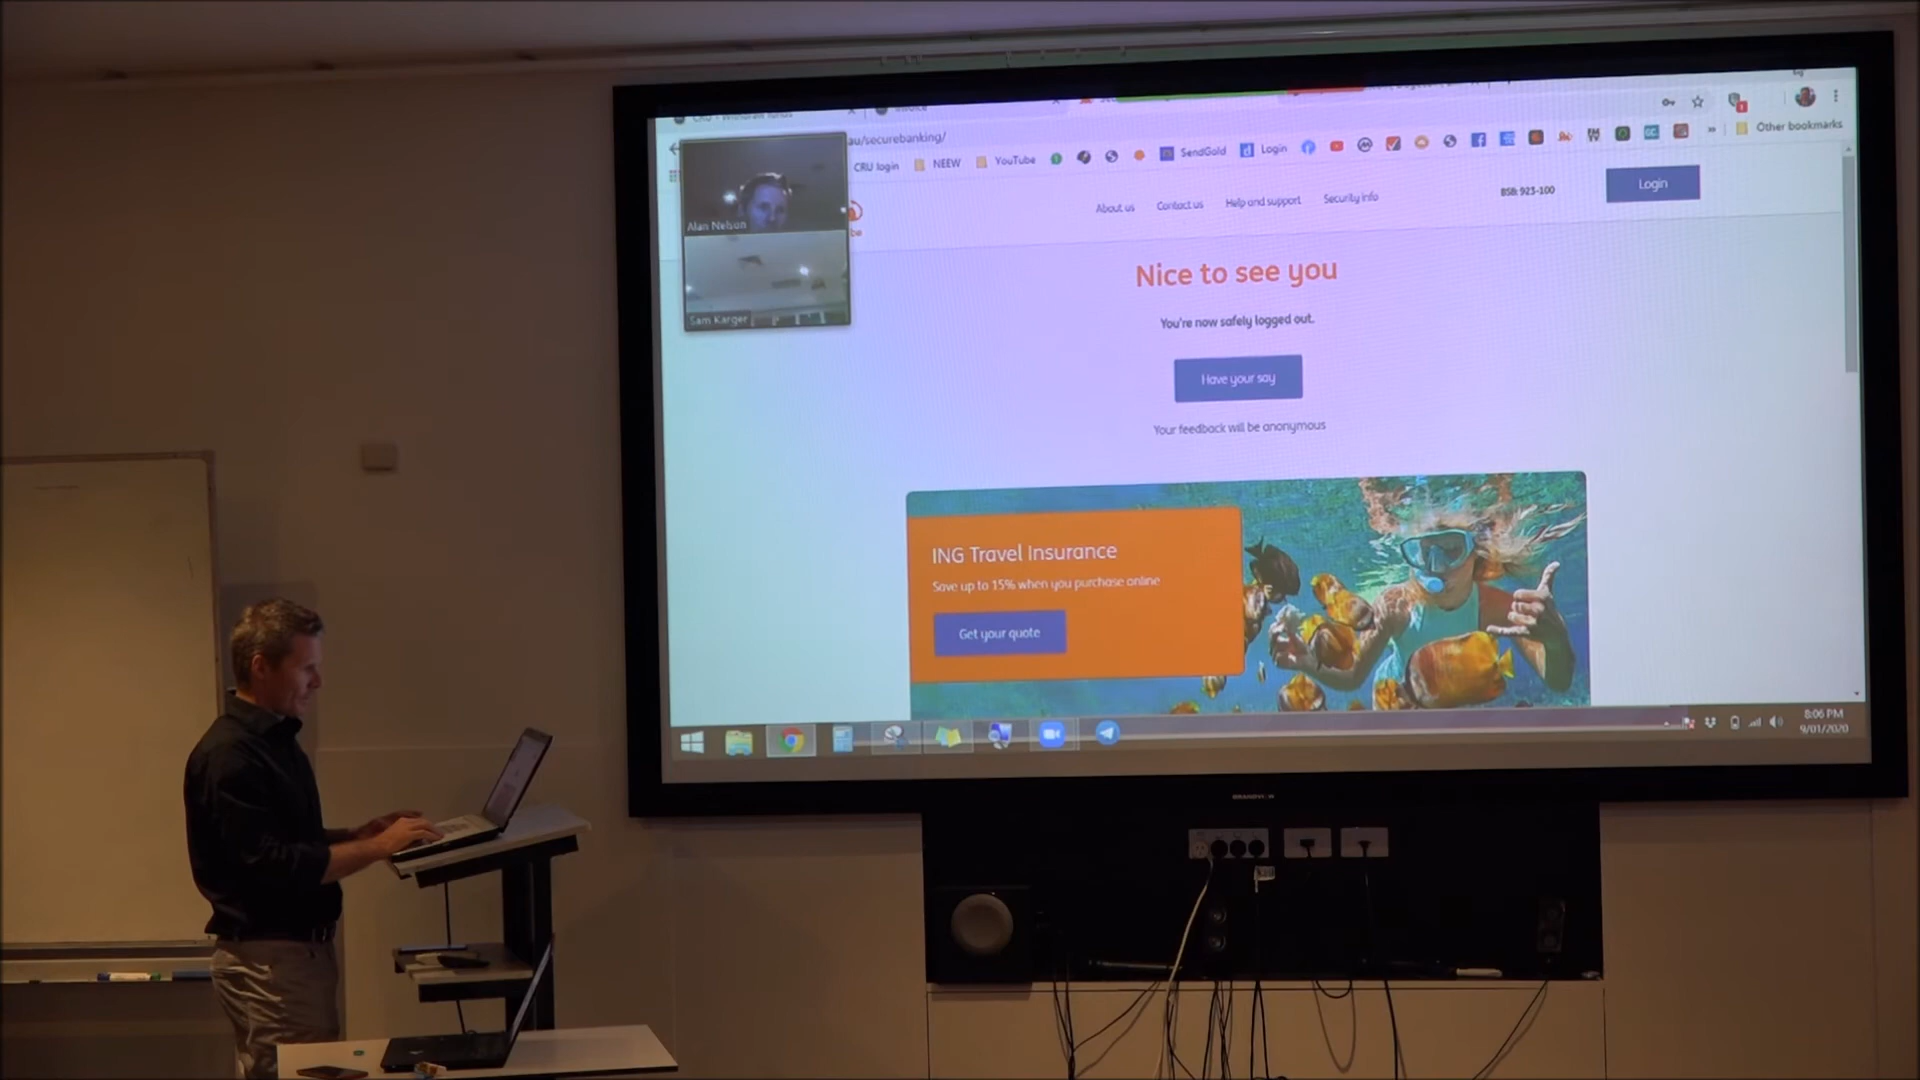 au/securebanking/
CRU login
NEEW
YouTube
SendGold
Login
Other bookmarks
Alan Nelson
Sam Karger
About us
Contact us
Help and support
Security info
BSB: 923-100
Login
Nice to see you
You're now safely logged out.
Have your say
Your feedback will be anonymous
ING Travel Insurance
Save up to 15% when you purchase online
Get your quote
8:06 PM
9/01/2020